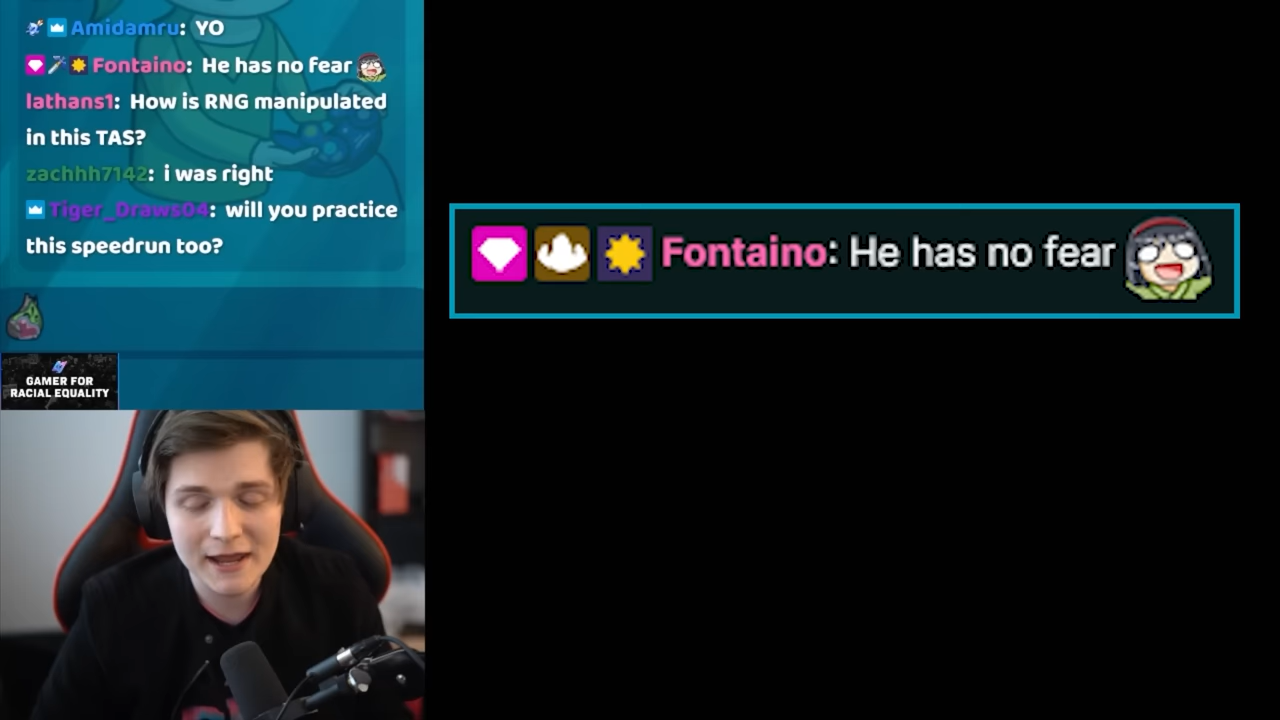 Amidamru: YO
Fontaino: He has no fear
lathans1: How is RNG manipulated
in this TAS?
zachhh7142: i was right
Tiger_Draws04: will you practice
this speedrun too?
GAMER FOR
RACIAL EQUALITY
Fontaino: He has no fear